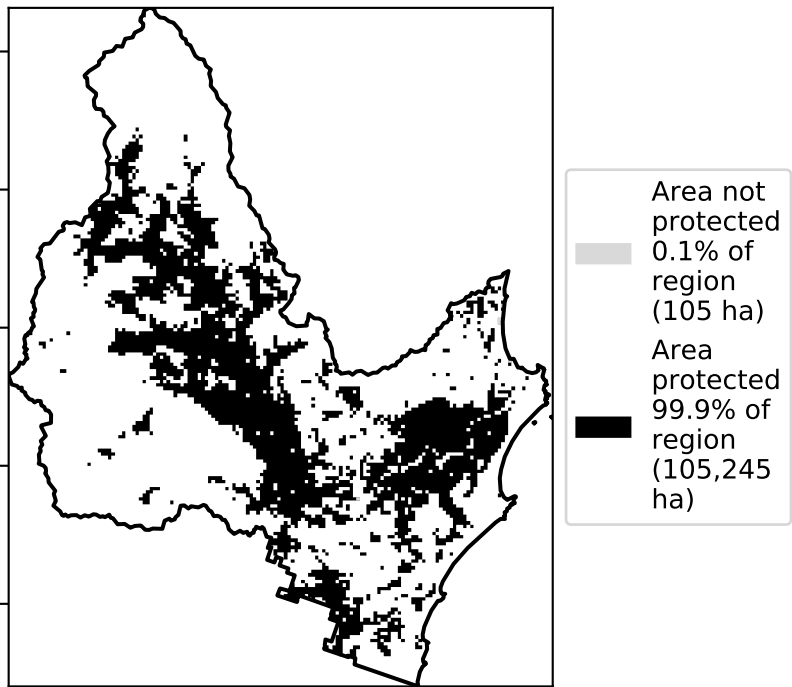 Area not
protected
0.1% of
region
(105 ha)
Area
protected
99.9% of
region
(105,245
ha)